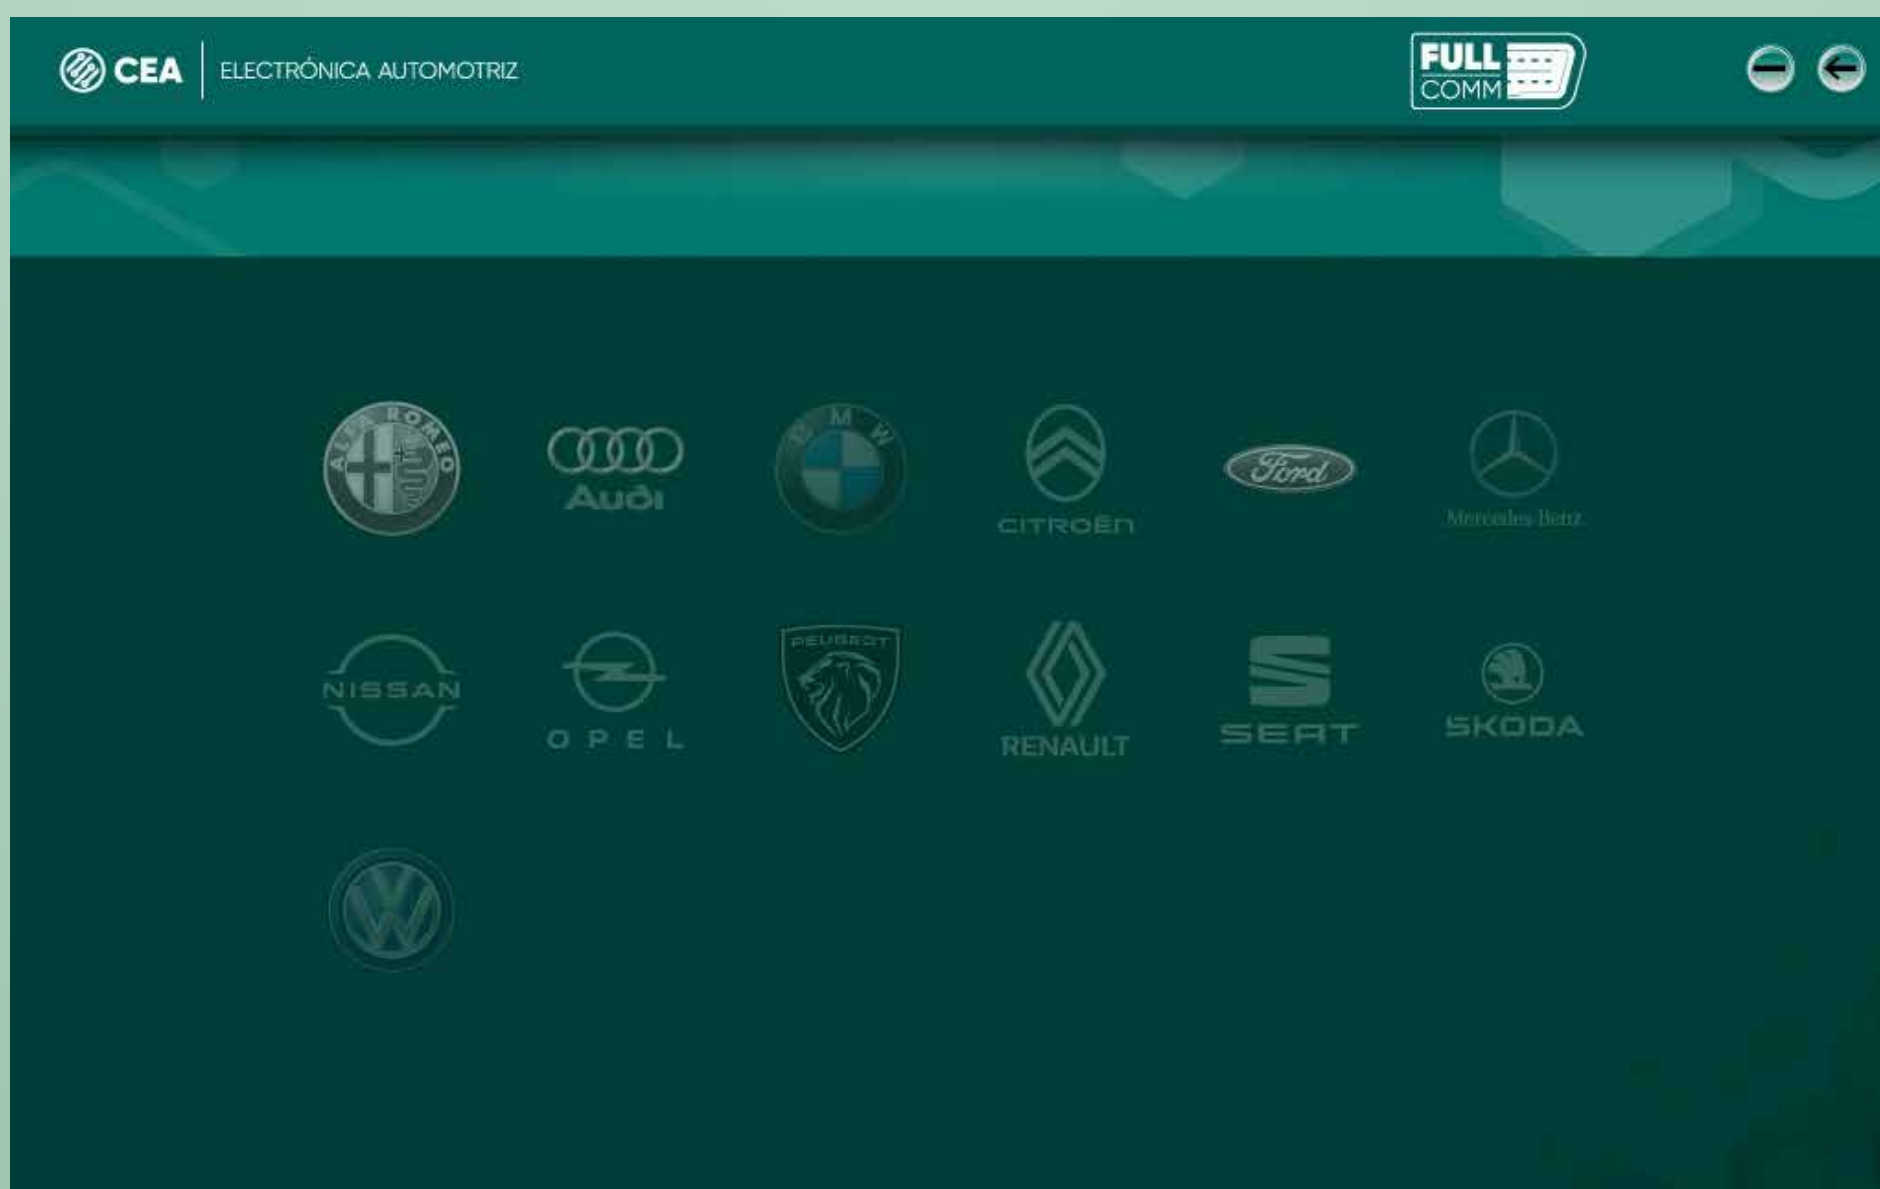 CEA
ELECTRÓNICA AUTOMOTRIZ
FULL
COMM
ALFA ROMEO
Audi
BMW
CITROËN
Ford
Mercedes-Benz
NISSAN
OPEL
PEUGEOT
RENAULT
SEAT
SKODA